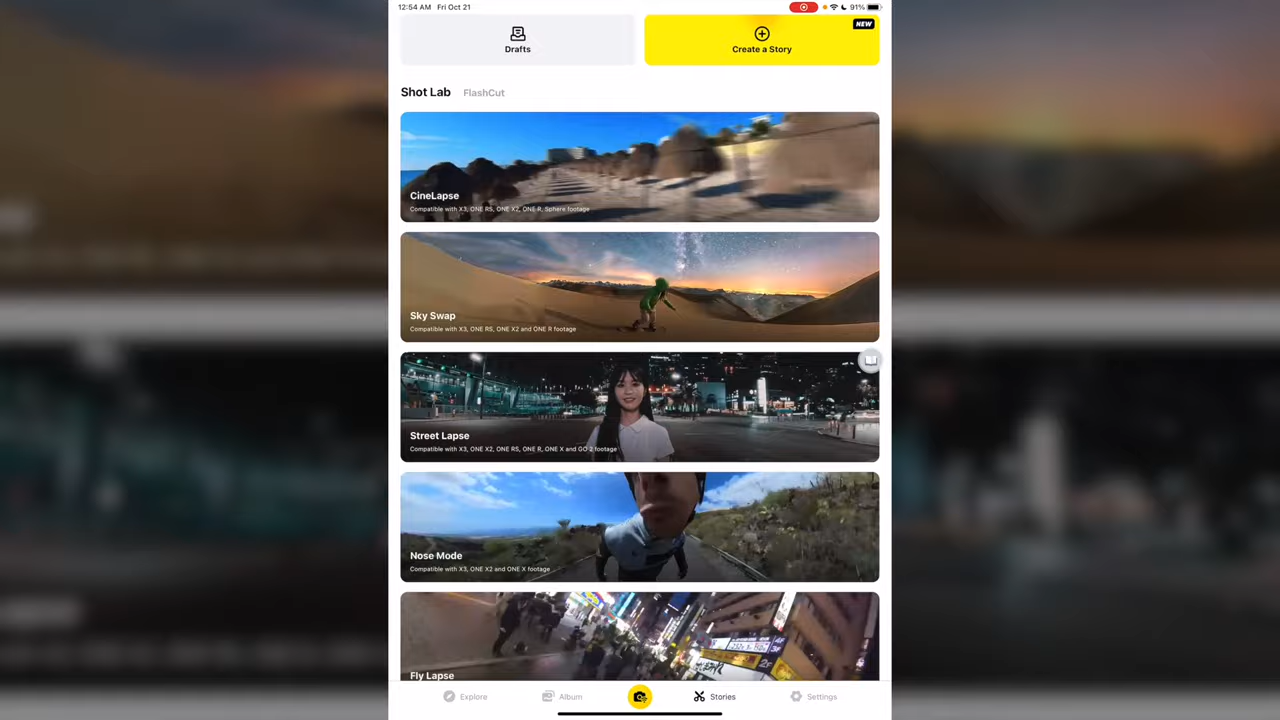 12:54 AM Fri Oct 21
91%
NEW
Drafts
Create a Story
Shot Lab FlashCut
CineLapse
Compatible with X3, ONE RS, ONE X2, ONE R, Sphere footage
Sky Swap
Compatible with X3, ONE RS, ONE X2 and ONE R footage
Street Lapse
Compatible with X3, ONE X2, ONE RS, ONE R, ONE X and GO 2 footage
Nose Mode
Compatible with X3, ONE X2 and ONE X footage
Fly Lapse
Explore
Album
Stories
Settings